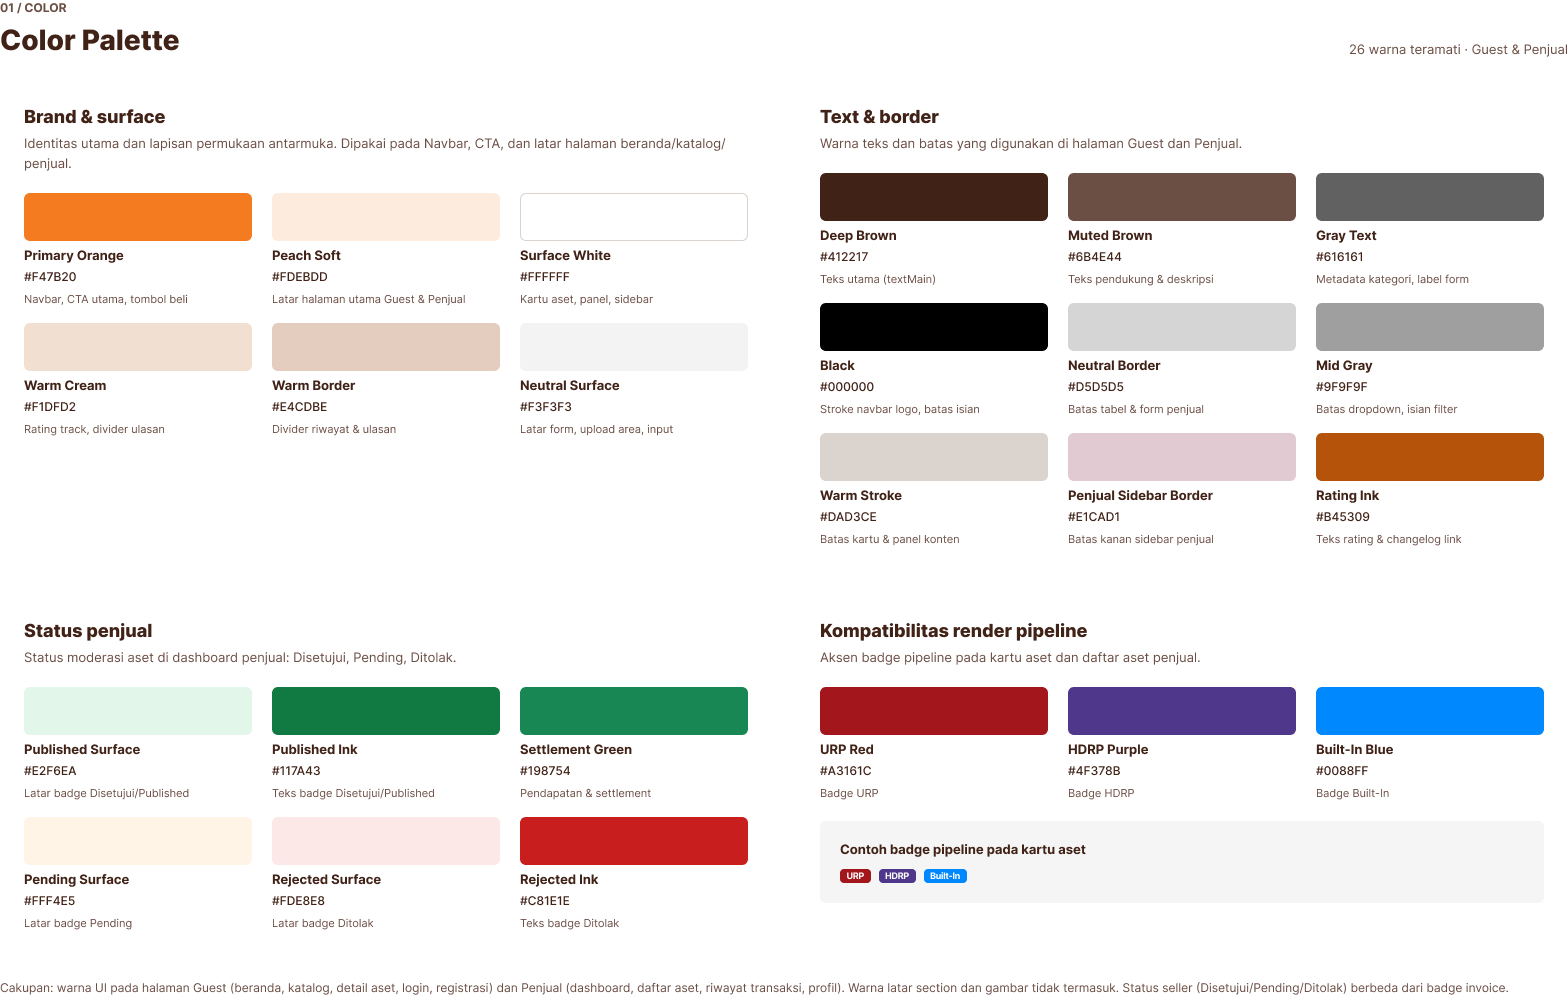 01 / COLOR
Color Palette
26 warna teramati · Guest & Penjual
Brand & surface
Identitas utama dan lapisan permukaan antarmuka. Dipakai pada Navbar, CTA, dan latar halaman beranda/katalog/
penjual.
Primary Orange
#F47B20
Navbar, CTA utama, tombol beli
Peach Soft
#FDEBDD
Latar halaman utama Guest & Penjual
Surface White
#FFFFFF
Kartu aset, panel, sidebar
Warm Cream
#F1DFD2
Rating track, divider ulasan
Warm Border
#E4CDBE
Divider riwayat & ulasan
Neutral Surface
#F3F3F3
Latar form, upload area, input
Text & border
Warna teks dan batas yang digunakan di halaman Guest dan Penjual.
Deep Brown
#412217
Teks utama (textMain)
Muted Brown
#6B4E44
Teks pendukung & deskripsi
Gray Text
#616161
Metadata kategori, label form
Black
#000000
Stroke navbar logo, batas isian
Neutral Border
#D5D5D5
Batas tabel & form penjual
Mid Gray
#9F9F9F
Batas dropdown, isian filter
Warm Stroke
#DAD3CE
Batas kartu & panel konten
Penjual Sidebar Border
#E1CAD1
Batas kanan sidebar penjual
Rating Ink
#B45309
Teks rating & changelog link
Status penjual
Status moderasi aset di dashboard penjual: Disetujui, Pending, Ditolak.
Published Surface
#E2F6EA
Latar badge Disetujui/Published
Published Ink
#117A43
Teks badge Disetujui/Published
Settlement Green
#198754
Pendapatan & settlement
Pending Surface
#FFF4E5
Latar badge Pending
Rejected Surface
#FDE8E8
Latar badge Ditolak
Rejected Ink
#C81E1E
Teks badge Ditolak
Kompatibilitas render pipeline
Aksen badge pipeline pada kartu aset dan daftar aset penjual.
URP Red
#A3161C
Badge URP
HDRP Purple
#4F378B
Badge HDRP
Built-In Blue
#0088FF
Badge Built-In
Contoh badge pipeline pada kartu aset
URP HDRP Built-In
Cakupan: warna UI pada halaman Guest (beranda, katalog, detail aset, login, registrasi) dan Penjual (dashboard, daftar aset, riwayat transaksi, profil). Warna latar section dan gambar tidak termasuk. Status seller (Disetujui/Pending/Ditolak) berbeda dari badge invoice.